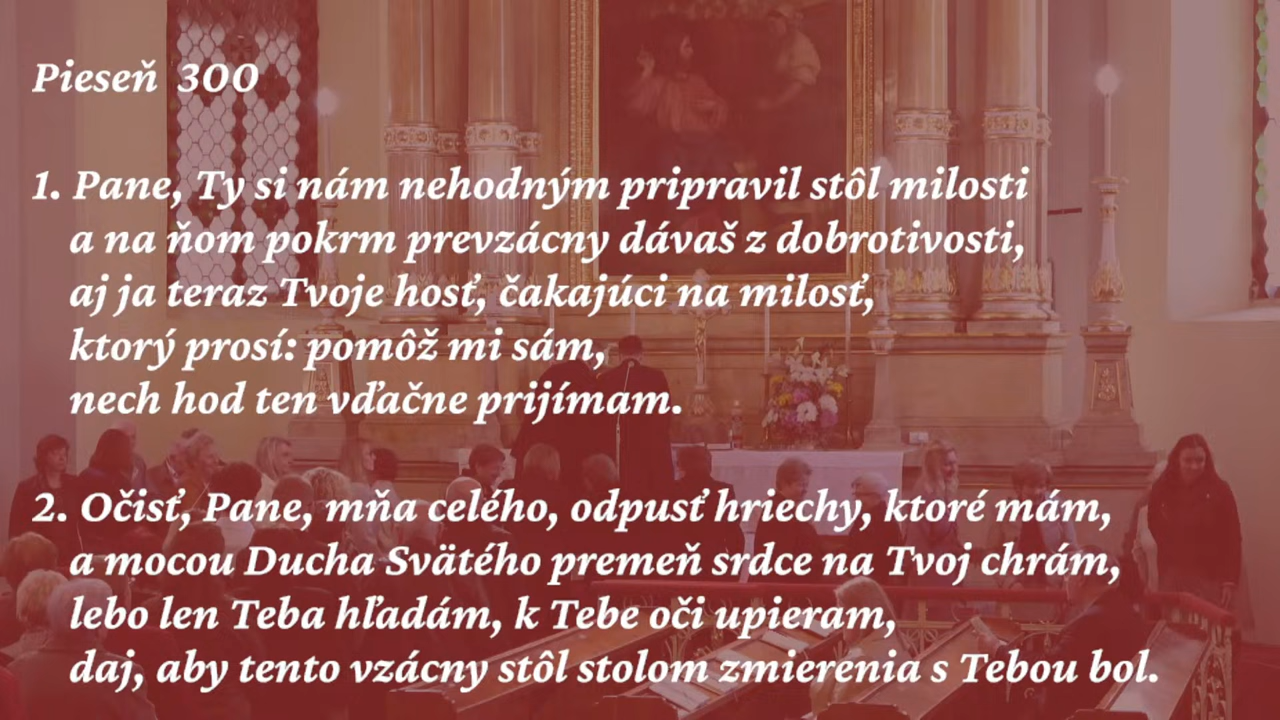 Pieseň 300
1. Pane, Ty si nám nehodným pripravil stôl milosti
a na ňom pokrm prevzácny dávaš z dobrotivosti,
aj ja teraz Tvoje hosť, čakajúci na milosť,
ktorý prosí: pomôž mi sám,
nech hod ten vďačne prijímam.
2. Očisť, Pane, mňa celého, odpusť hriechy, ktoré mám,
a mocou Ducha Svätého premeň srdce na Tvoj chrám,
lebo len Teba hľadám, k Tebe oči upieram,
daj, aby tento vzácny stôl stolom zmierenia s Tebou bol.